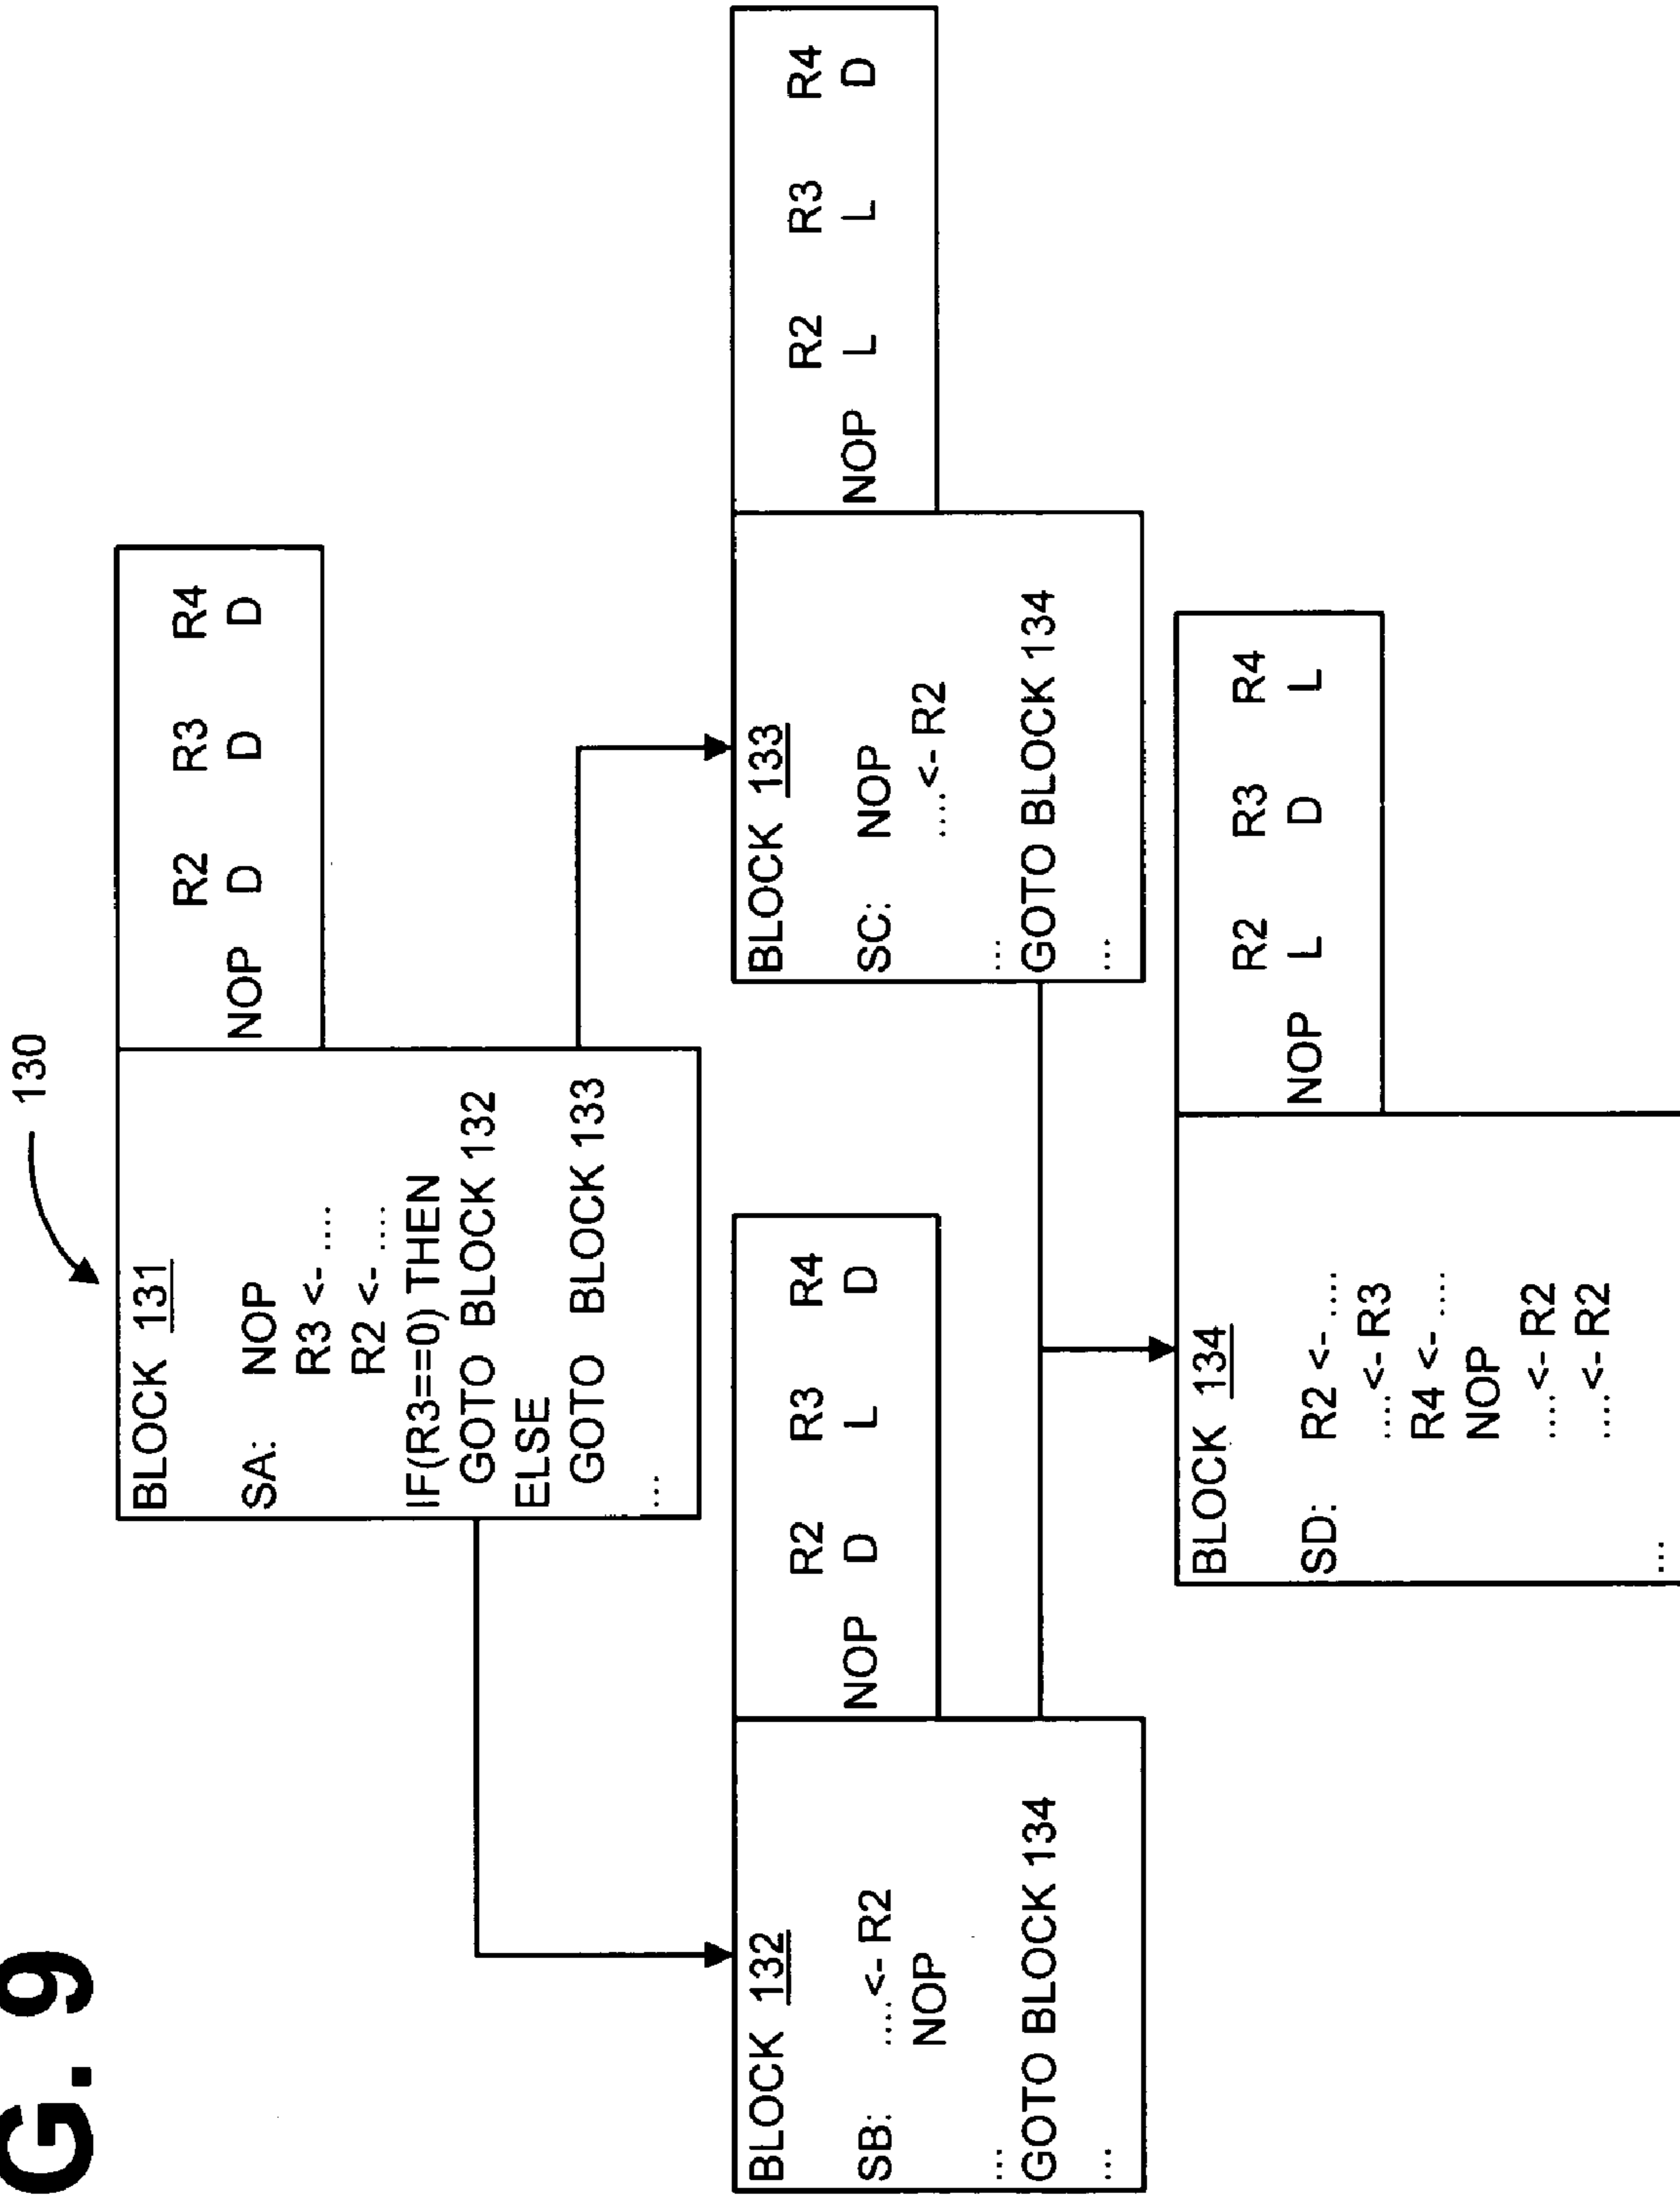 G. 9
130
BLOCK 131
SA: NOP
R3 <- ....
R2 <- ....
IF(R3==0) THEN
GOTO BLOCK 132
ELSE
GOTO BLOCK 133
...
R2 R3 R4
NOP D D D
BLOCK 132
SB: ....<- R2
NOP
...
GOTO BLOCK 134
...
R2 R3 R4
NOP D L D
BLOCK 133
SC: NOP
....<- R2
...
GOTO BLOCK 134
...
R2 R3 R4
NOP L L D
BLOCK 134
SD: R2 <- ....
....<- R3
R4 <- ....
NOP
....<- R2
....<- R2
...
R2 R3 R4
NOP L D L